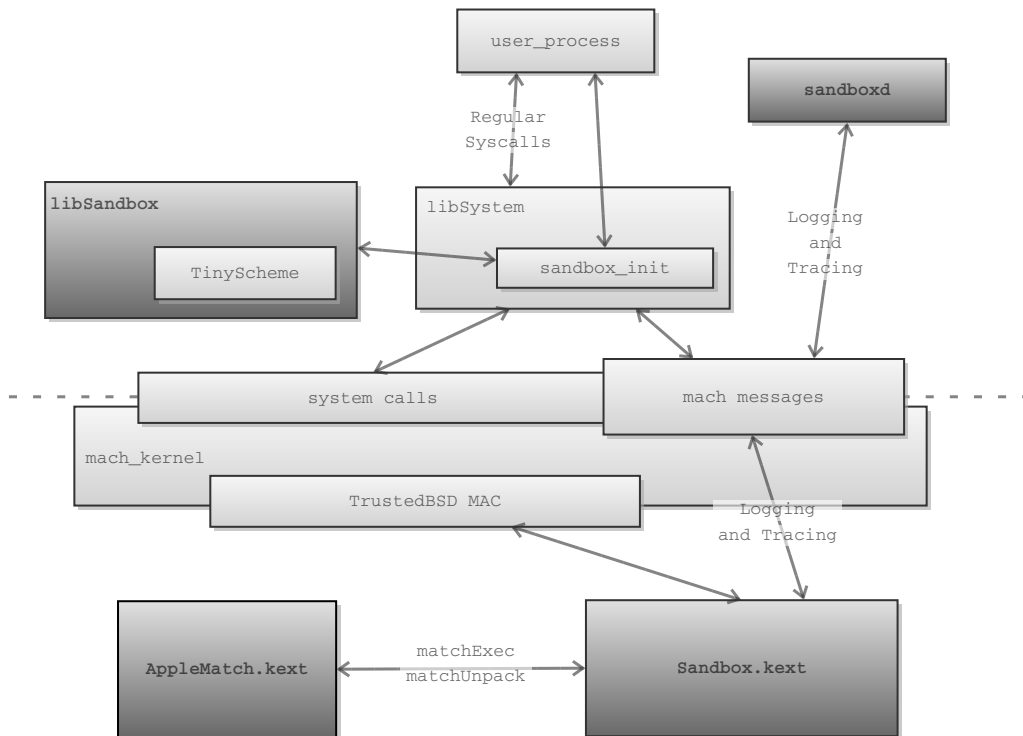 user_process
sandboxd
Regular
Syscalls
libSandbox
libSystem
Logging
and
Tracing
TinyScheme
sandbox_init
system calls
mach messages
mach_kernel
TrustedBSD MAC
Logging
and Tracing
AppleMatch.kext
matchExec
matchUnpack
Sandbox.kext